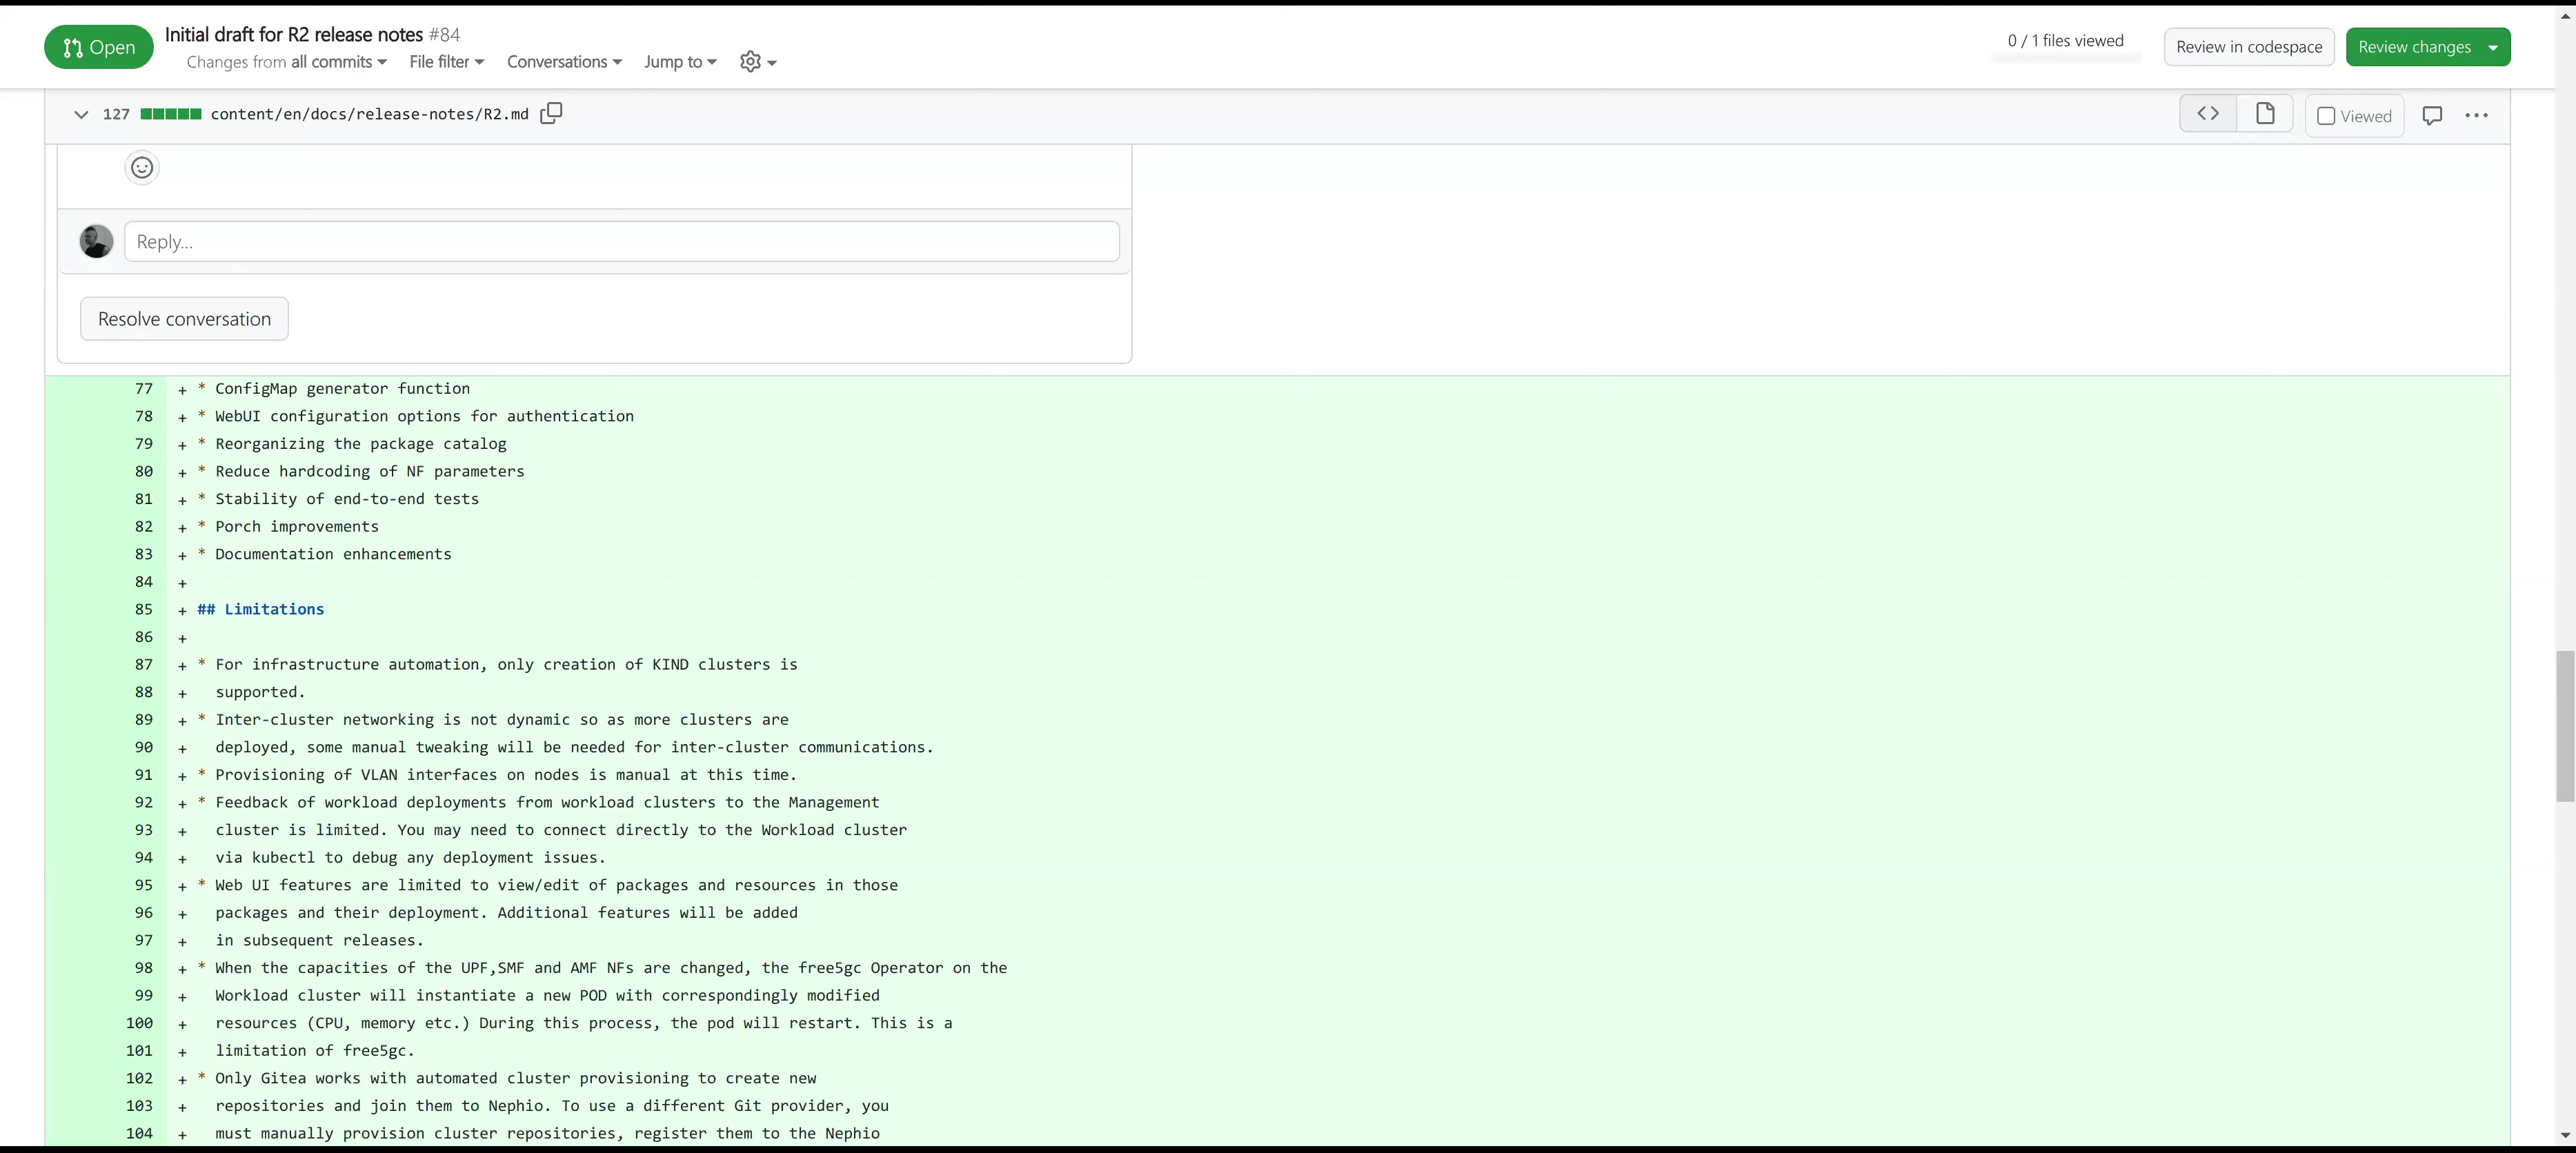 Open
Initial draft for R2 release notes #84
Changes from all commits
File filter
Conversations
Jump to
0 / 1 files viewed
Review in codespace
Review changes
127
content/en/docs/release-notes/R2.md
Viewed
Reply...
Resolve conversation
77 + * ConfigMap generator function
78 + * WebUI configuration options for authentication
79 + * Reorganizing the package catalog
80 + * Reduce hardcoding of NF parameters
81 + * Stability of end-to-end tests
82 + * Porch improvements
83 + * Documentation enhancements
84 +
85 + ## Limitations
86 +
87 + * For infrastructure automation, only creation of KIND clusters is
88 + supported.
89 + * Inter-cluster networking is not dynamic so as more clusters are
90 + deployed, some manual tweaking will be needed for inter-cluster communications.
91 + * Provisioning of VLAN interfaces on nodes is manual at this time.
92 + * Feedback of workload deployments from workload clusters to the Management
93 + cluster is limited. You may need to connect directly to the Workload cluster
94 + via kubectl to debug any deployment issues.
95 + * Web UI features are limited to view/edit of packages and resources in those
96 + packages and their deployment. Additional features will be added
97 + in subsequent releases.
98 + * When the capacities of the UPF,SMF and AMF NFs are changed, the free5gc Operator on the
99 + Workload cluster will instantiate a new POD with correspondingly modified
100 + resources (CPU, memory etc.) During this process, the pod will restart. This is a
101 + limitation of free5gc.
102 + * Only Gitea works with automated cluster provisioning to create new
103 + repositories and join them to Nephio. To use a different Git provider, you
104 + must manually provision cluster repositories, register them to the Nephio